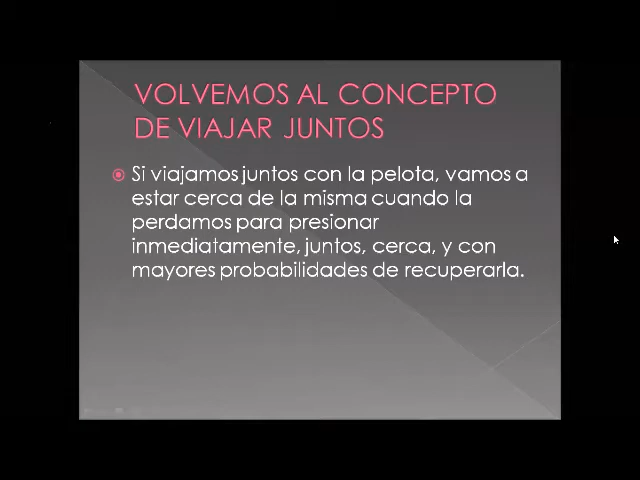 VOLVEMOS AL CONCEPTO
DE VIAJAR JUNTOS
Si viajamos juntos con la pelota, vamos a
estar cerca de la misma cuando la
perdamos para presionar
inmediatamente, juntos, cerca, y con
mayores probabilidades de recuperarla.